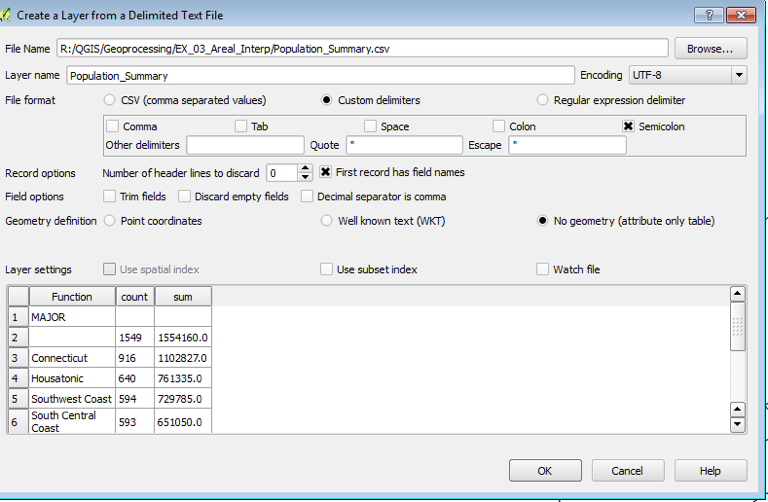 Create a Layer from a Delimited Text File
File Name R:/QGIS/Geoprocessing/EX_03_Areal_Interp/Population_Summary.csv Browse...
Layer name Population_Summary Encoding UTF-8
File format CSV (comma separated values) Custom delimiters Regular expression delimiter
Comma Tab Space Colon Semicolon
Other delimiters Quote " Escape "
Record options Number of header lines to discard 0 First record has field names
Field options Trim fields Discard empty fields Decimal separator is comma
Geometry definition Point coordinates Well known text (WKT) No geometry (attribute only table)
Layer settings Use spatial index Use subset index Watch file
Function count sum
1 MAJOR
2 1549 1554160.0
3 Connecticut 916 1102827.0
4 Housatonic 640 761335.0
5 Southwest Coast 594 729785.0
6 South Central Coast 593 651050.0
OK Cancel Help